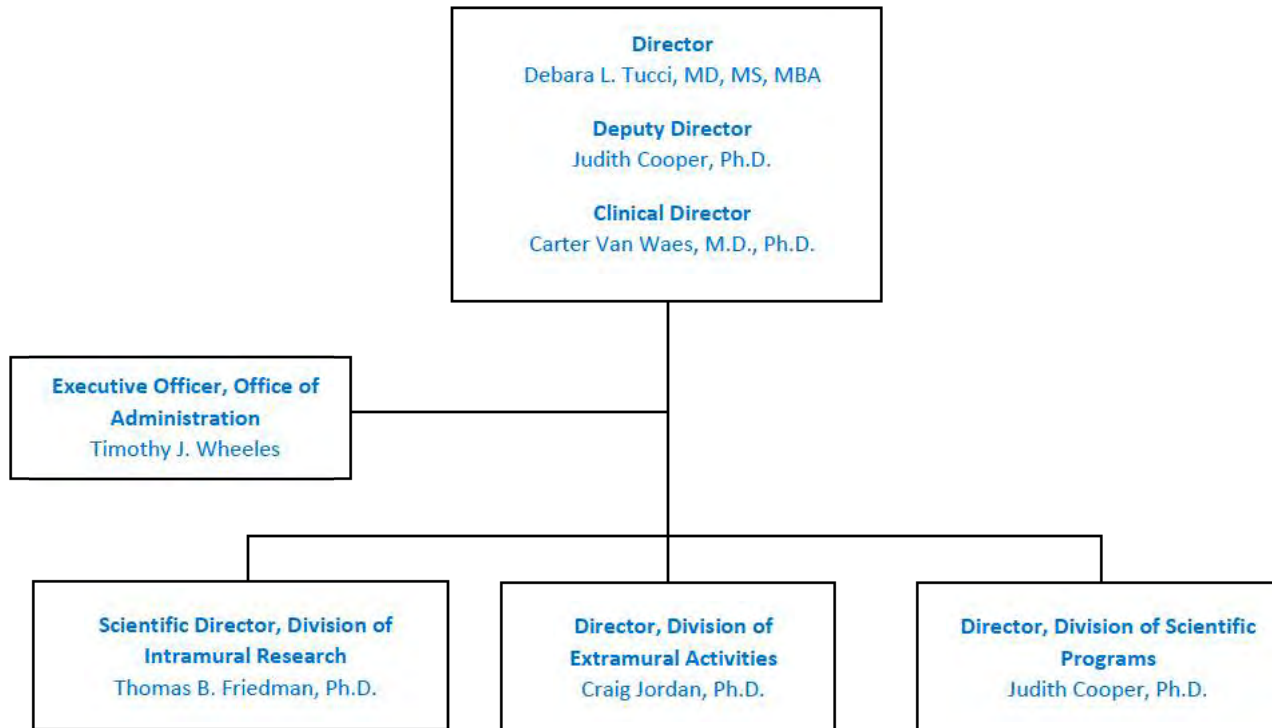 Director
Debara L. Tucci, MD, MS, MBA
Deputy Director
Judith Cooper, Ph.D.
Clinical Director
Carter Van Waes, M.D., Ph.D.
Executive Officer, Office of
Administration
Timothy J. Wheeles
Scientific Director, Division of
Intramural Research
Thomas B. Friedman, Ph.D.
Director, Division of
Extramural Activities
Craig Jordan, Ph.D.
Director, Division of Scientific
Programs
Judith Cooper, Ph.D.